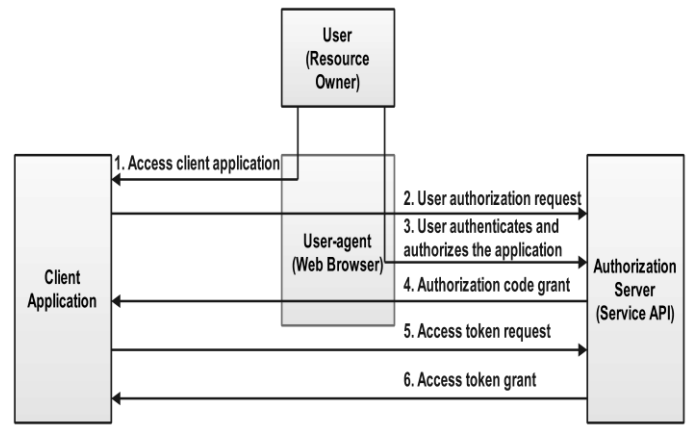 User
(Resource
Owner)
1. Access client application
2. User authorization request
3. User authenticates and
authorizes the application
User-agent
(Web Browser)
Client
Application
Authorization
Server
(Service API)
4. Authorization code grant
5. Access token request
6. Access token grant